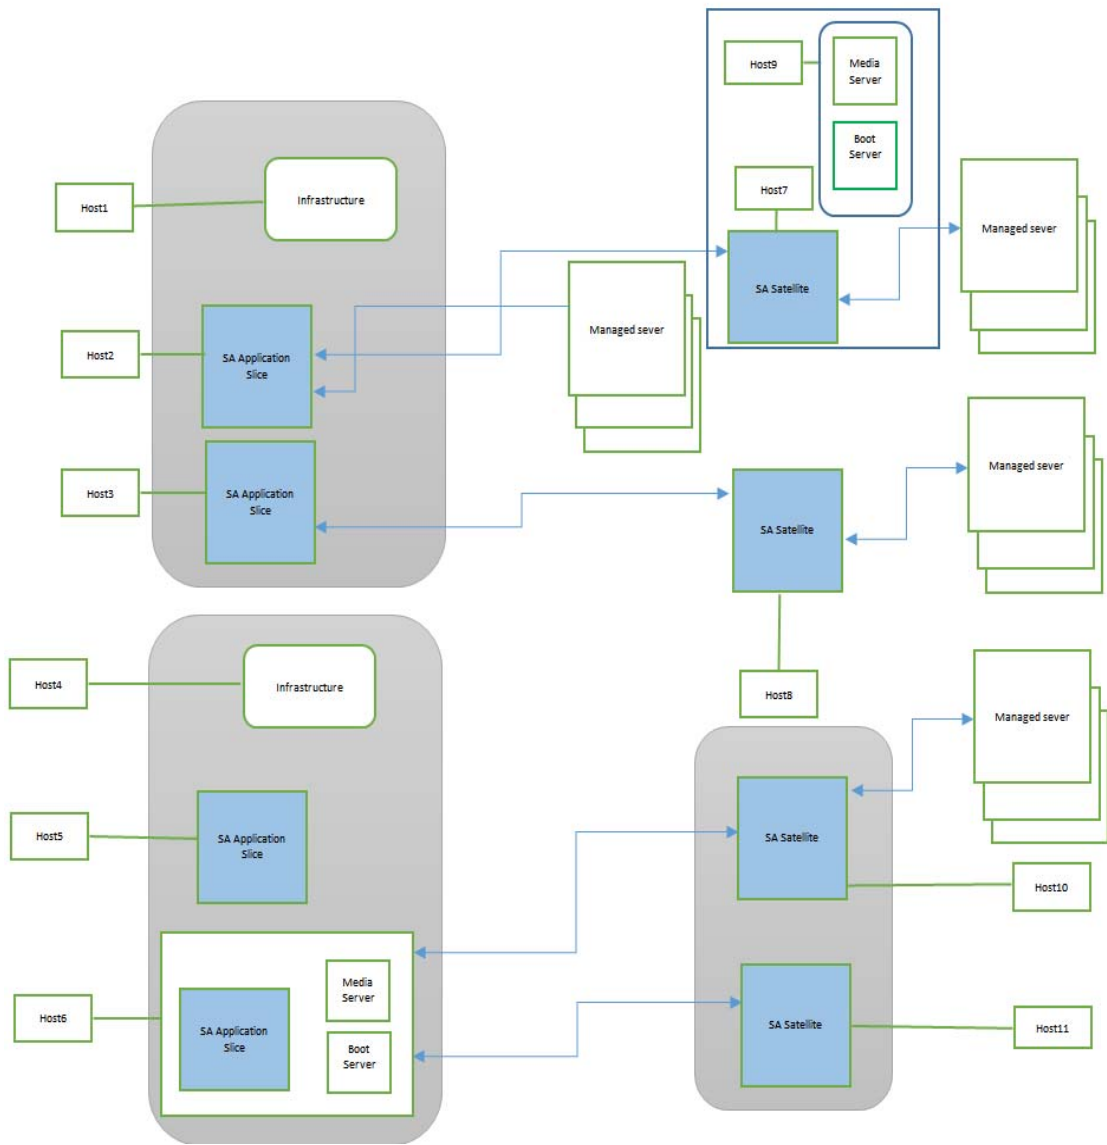 Host9
Media
Server
Boot
Server
Host7
Infrastructure
Host1
Managed sever
SA Satellite
Managed sever
Host2
SA Application
Slice
Managed sever
Host3
SA Application
Slice
SA Satellite
Host4
Infrastructure
Host8
Managed sever
Host5
SA Application
Slice
SA Satellite
Host10
Media
Server
Host6
SA Application
Slice
Boot
Server
SA Satellite
Host11